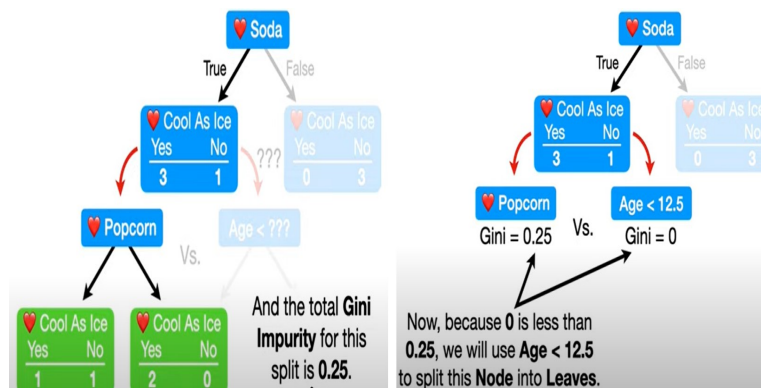 ❤️ Soda
True
False
❤️ Cool As Ice
Yes No
3 1
???
❤️ Cool As Ice
Yes No
0 3
❤️ Popcorn
Vs.
Age < ???
❤️ Cool As Ice
Yes No
1 1
❤️ Cool As Ice
Yes No
2 0
And the total Gini
Impurity for this
split is 0.25.
❤️ Soda
True
False
❤️ Cool As Ice
Yes No
3 1
❤️ Cool As Ice
Yes No
0 3
❤️ Popcorn
Gini = 0.25
Vs.
Age < 12.5
Gini = 0
Now, because 0 is less than
0.25, we will use Age < 12.5
to split this Node into Leaves.